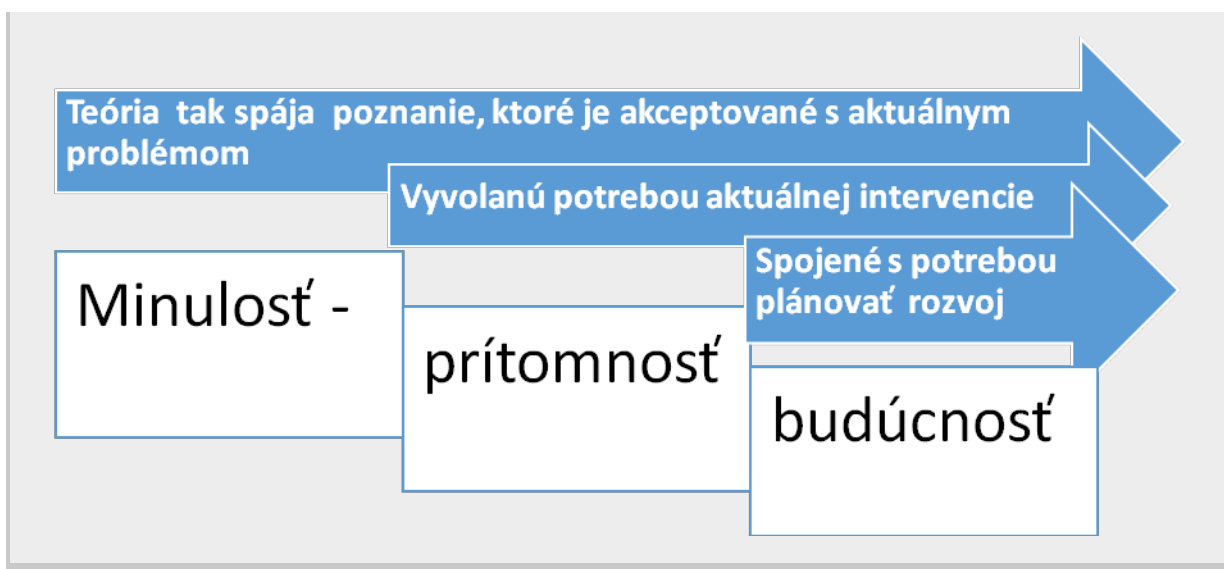 Teória tak spája poznanie, ktoré je akceptované s aktuálnym
problémom
Vyvolanú potrebou aktuálnej intervencie
Spojené s potrebou
plánovať rozvoj
Minulosť -
prítomnosť
budúcnosť